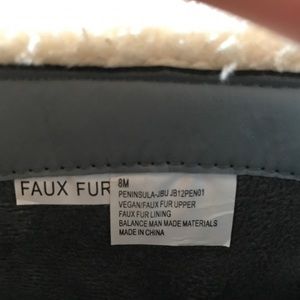 FAUX FUR
8M
PENINSULA-JBU JB12PEN01
VEGAN/FAUX FUR UPPER
FAUX FUR LINING
BALANCE MAN MADE MATERIALS
MADE IN CHINA